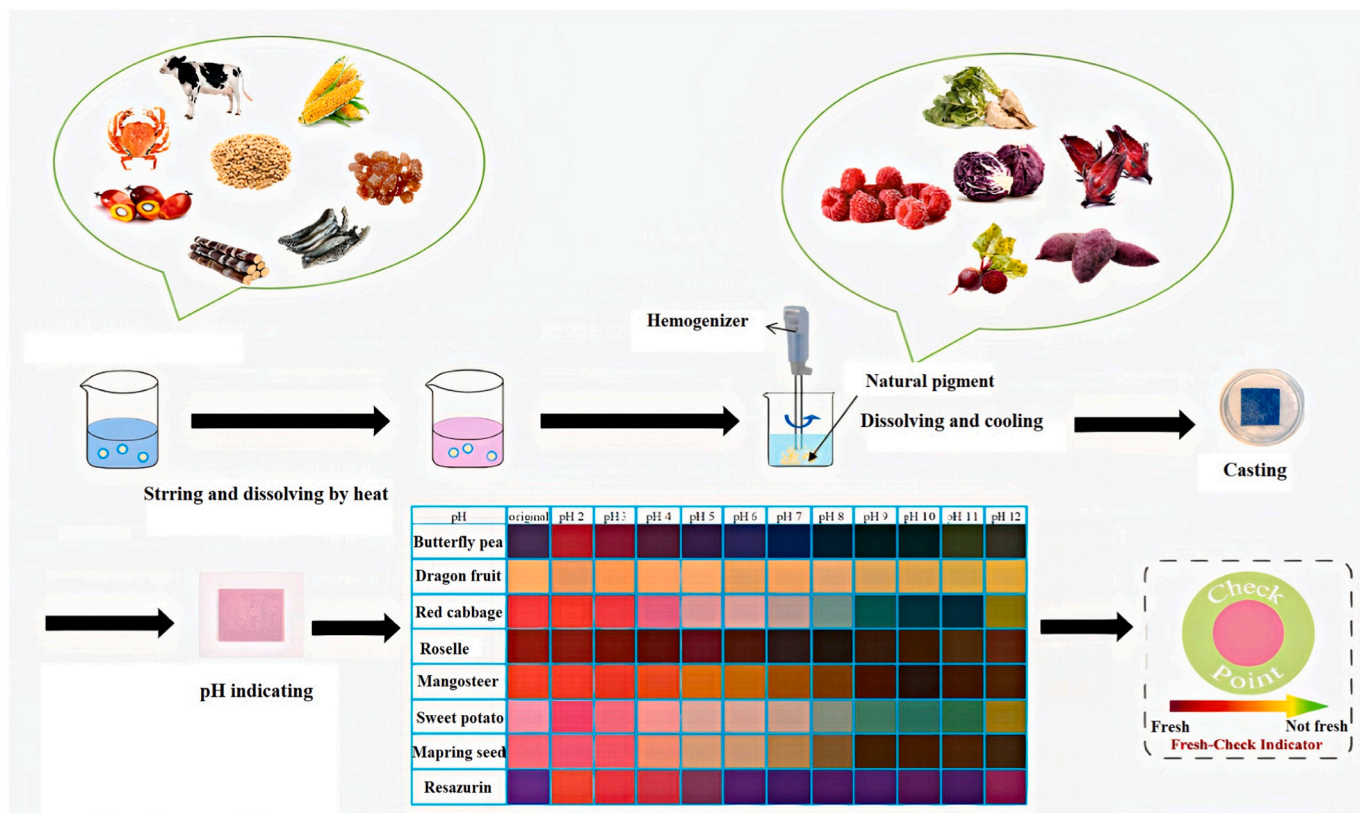 Hemogenizer
Natural pigment
Dissolving and cooling
Casting
Strring and dissolving by heat
pH original pH 2 pH 3 pH 4 pH 5 pH 6 pH 7 pH 8 pH 9 pH 10 pH 11 pH 12
Butterfly pea
Dragon fruit
Red cabbage
Roselle
Mangosteer
Sweet potato
Mapring seed
Resazurin
pH indicating
Check
Point
Fresh Not fresh
Fresh-Check Indicator